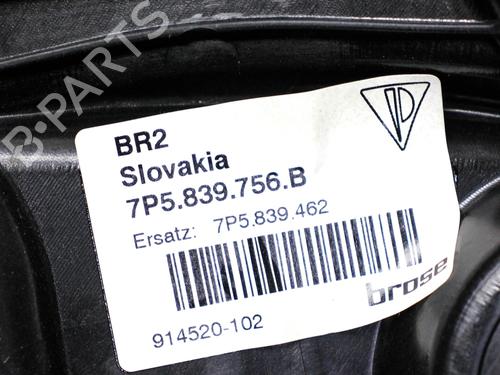 B-PARTS
BR2
Slovakia
7P5.839.756.B
Ersatz: 7P5.839.462
914520-102
brose